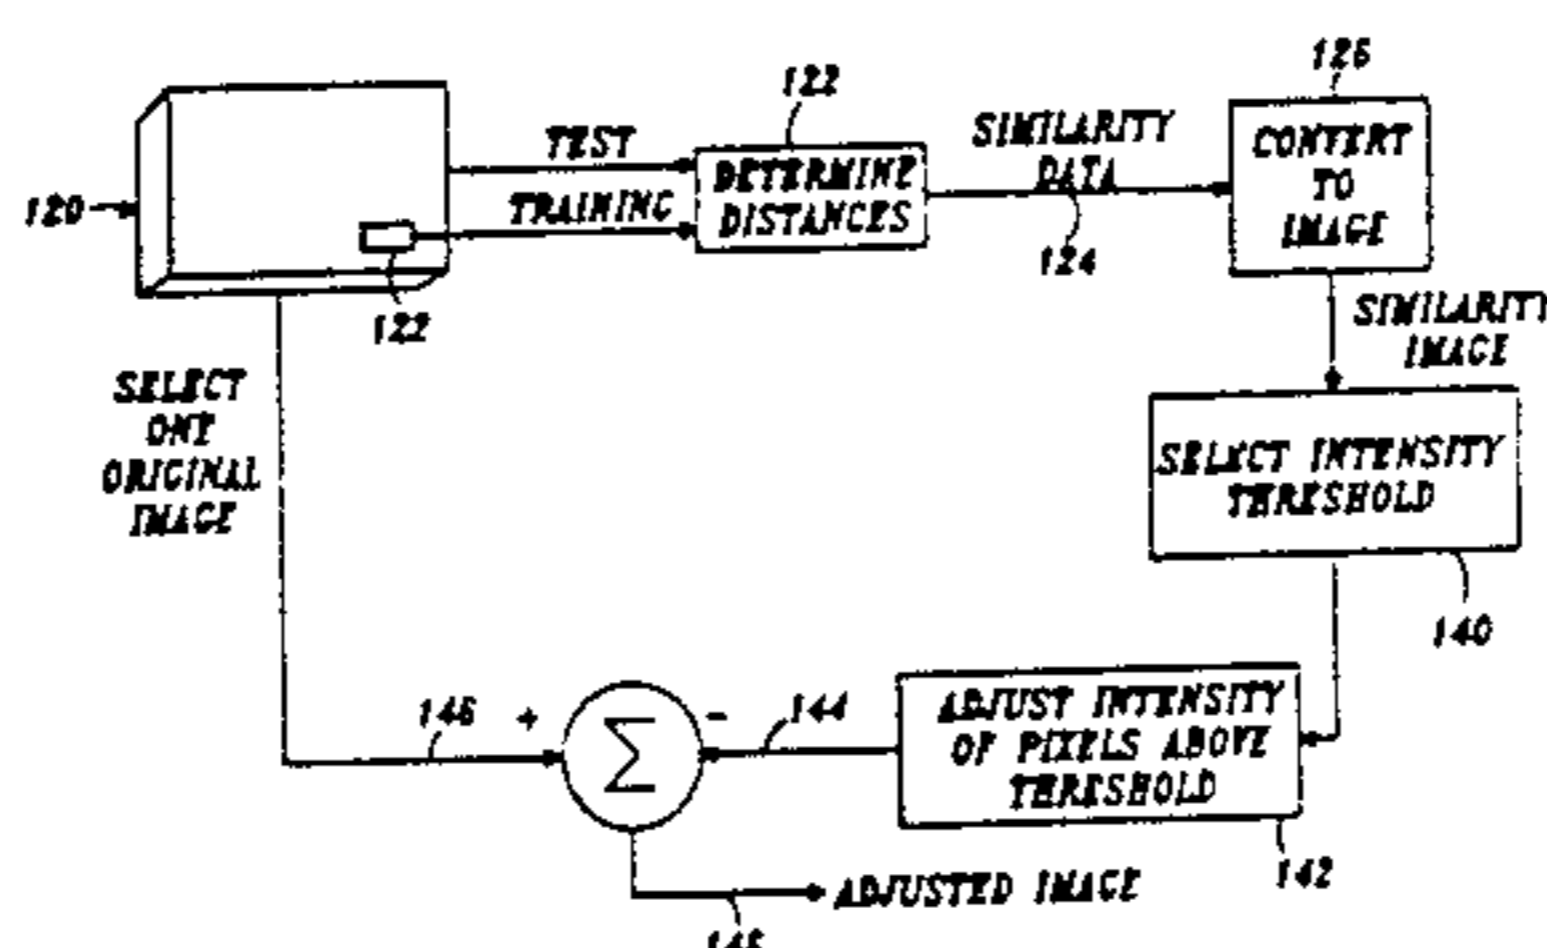 126
122
TEST
SIMILARITY
DATA
CONVERT
TO
IMAGE
DETERMINE
DISTANCES
120
TRAINING
124
122
SIMILARITY
IMAGE
SELECT
ONE
ORIGINAL
IMAGE
SELECT INTENSITY
THRESHOLD
140
146
+
Σ
-
144
ADJUST INTENSITY
OF PIXELS ABOVE
THRESHOLD
142
ADJUSTED IMAGE